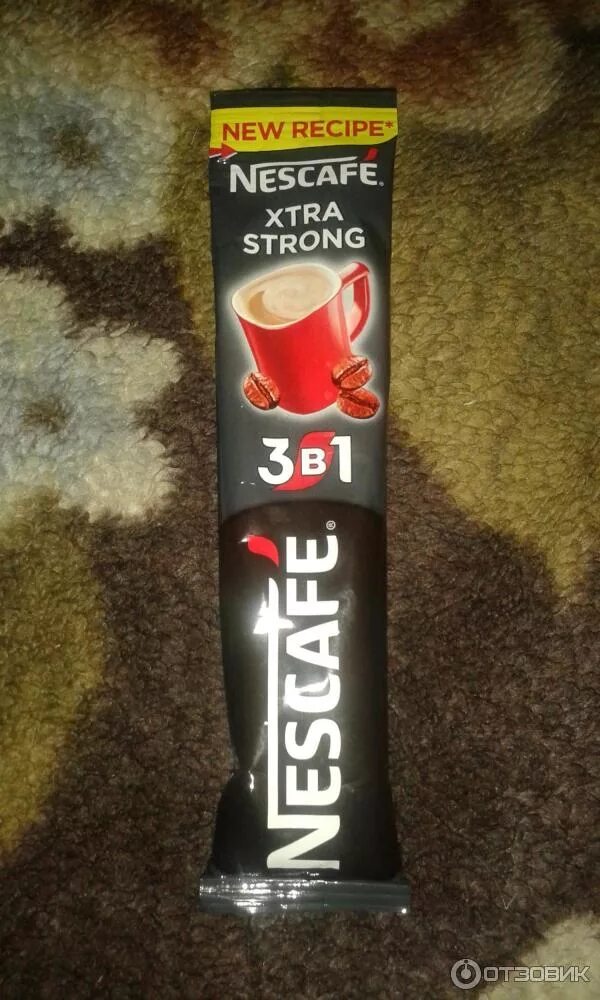 NEW RECIPE*
NESCAFÉ®
XTRA
STRONG
3в1
NESCAFÉ®
ОТЗОВИК